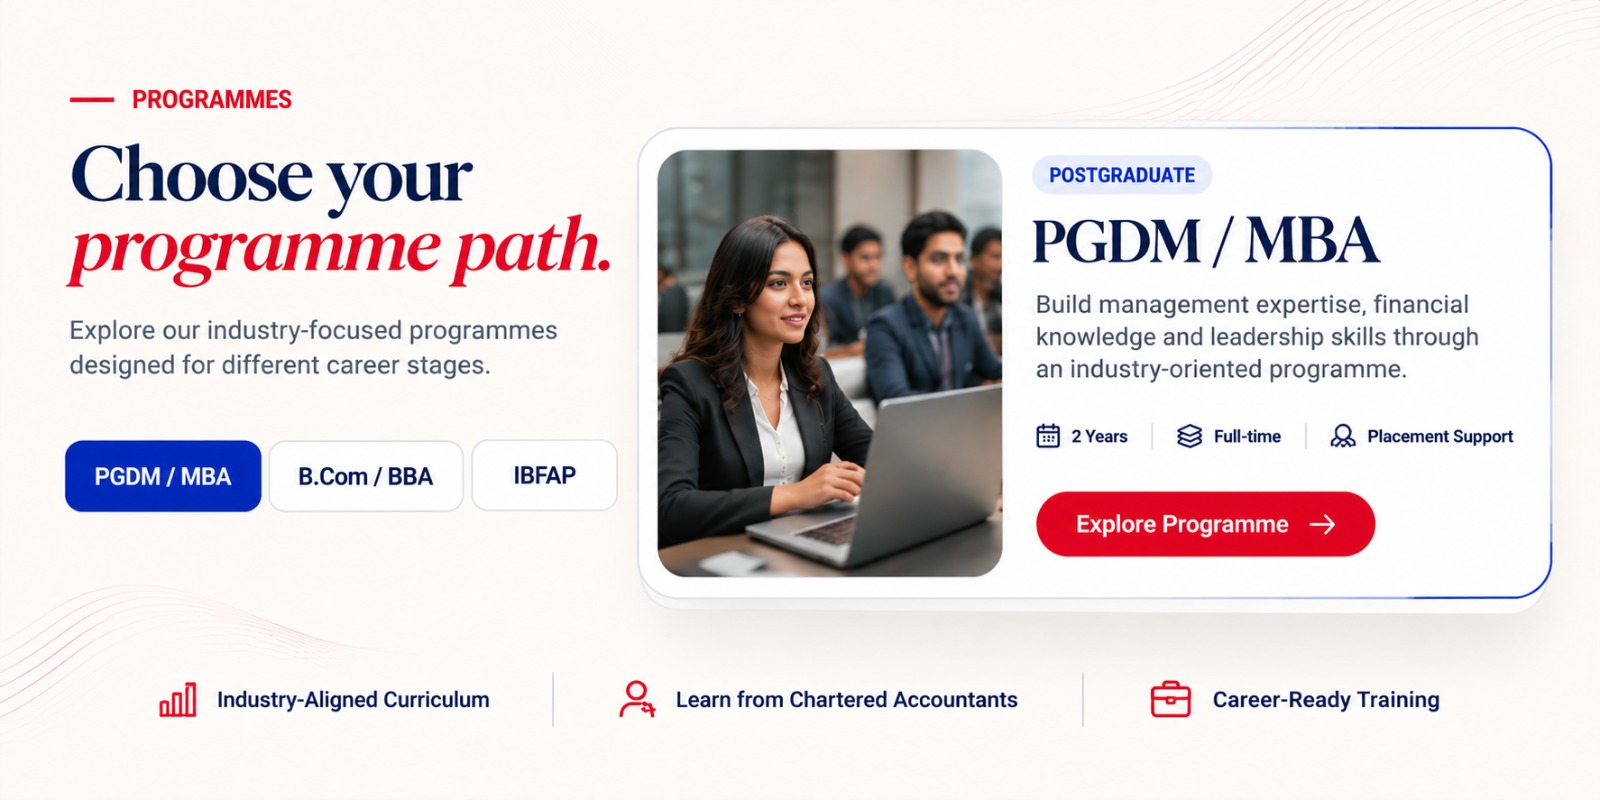 PROGRAMMES
Choose your
programme path.
Explore our industry-focused programmes
designed for different career stages.
PGDM / MBA
B.Com / BBA
IBFAP
POSTGRADUATE
PGDM / MBA
Build management expertise, financial
knowledge and leadership skills through
an industry-oriented programme.
2 Years
Full-time
Placement Support
Explore Programme
Industry-Aligned Curriculum
Learn from Chartered Accountants
Career-Ready Training